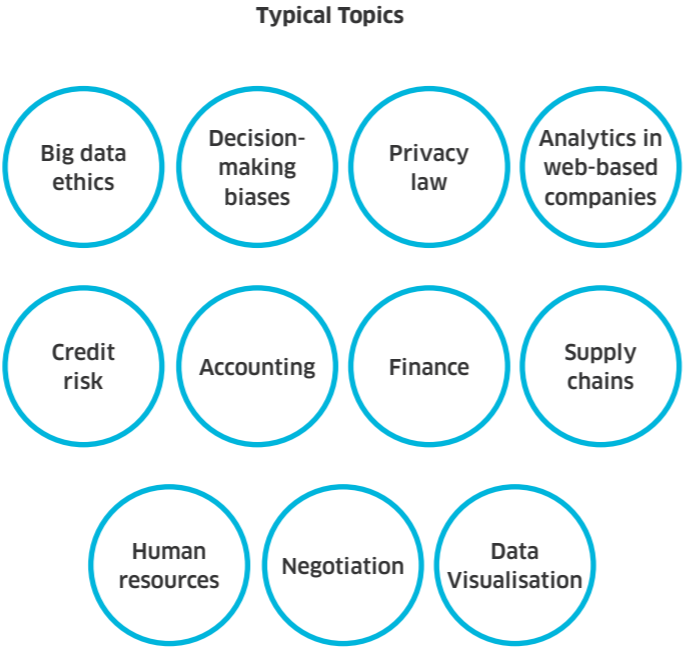 Typical Topics
Big data
ethics
Decision-
making
biases
Privacy
law
Analytics in
web-based
companies
Credit
risk
Accounting
Finance
Supply
chains
Human
resources
Negotiation
Data
Visualisation